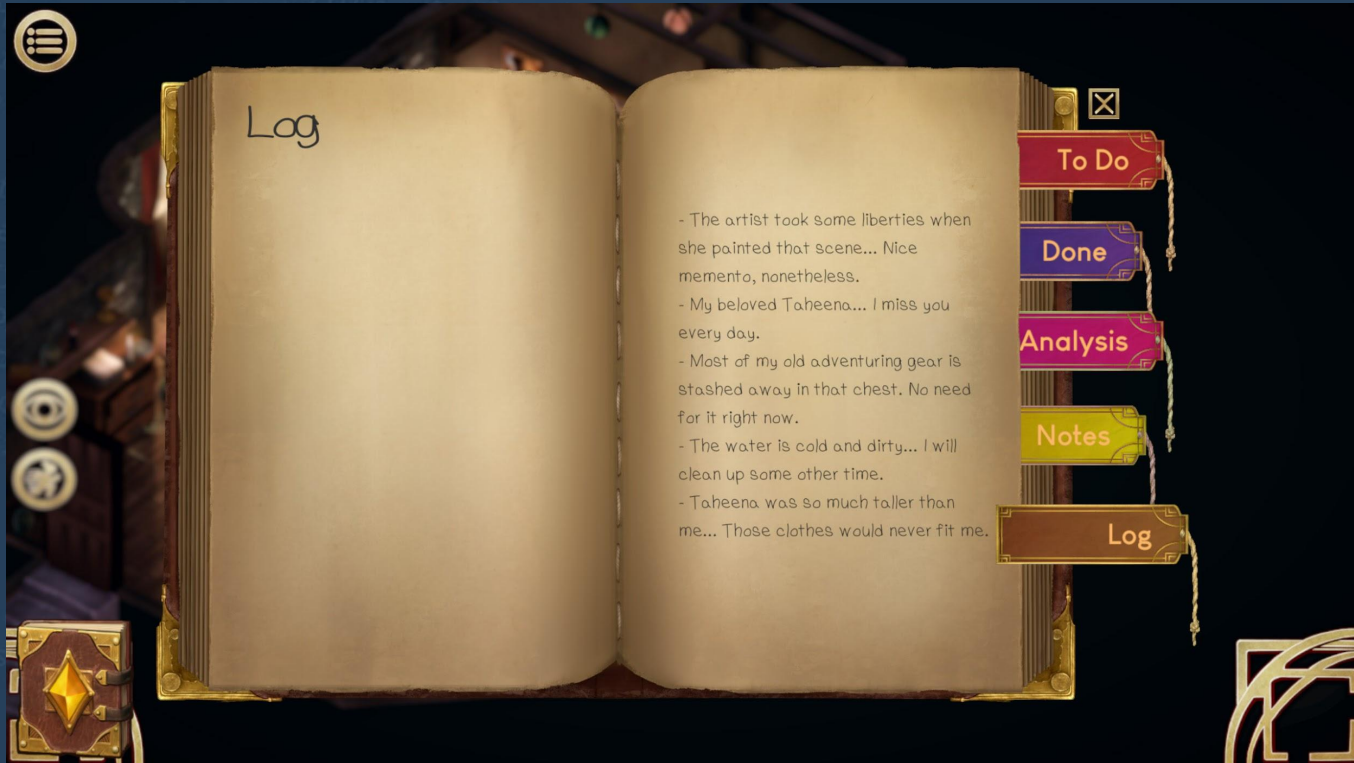 Log
- The artist took some liberties when
she painted that scene... Nice
memento, nonetheless.
- My beloved Taheena... I miss you
every day.
- Most of my old adventuring gear is
stashed away in that chest. No need
for it right now.
- The water is cold and dirty... I will
clean up some other time.
- Taheena was so much taller than
me... Those clothes would never fit me.
To Do
Done
Analysis
Notes
Log